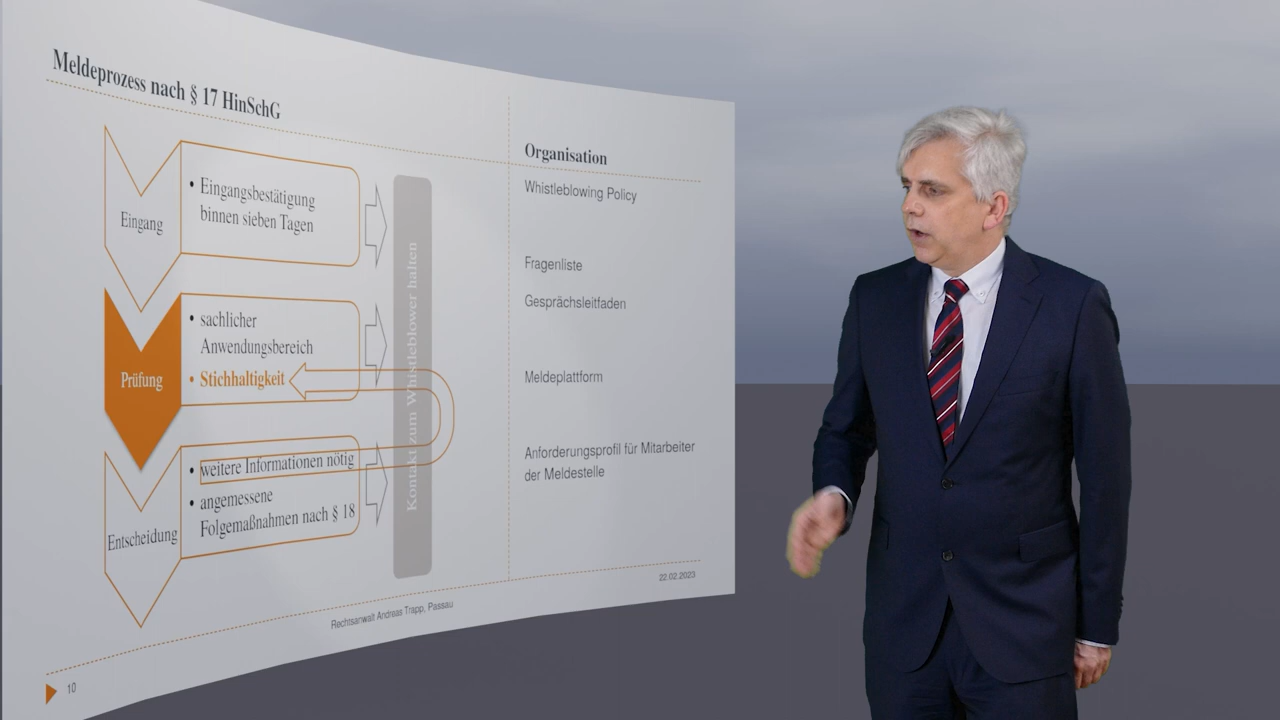 Meldeprozess nach § 17 HinSchG
Eingang
• Eingangsbestätigung
binnen sieben Tagen
Prüfung
• sachlicher
Anwendungsbereich
• Stichhaltigkeit
Entscheidung
• weitere Informationen nötig
• angemessene
Folgemaßnahmen nach § 18
Kontakt zum Whistleblower halten
Organisation
Whistleblowing Policy
Fragenliste
Gesprächsleitfaden
Meldeplattform
Anforderungsprofil für Mitarbeiter
der Meldestelle
22.02.2023
Rechtsanwalt Andreas Trapp, Passau
10